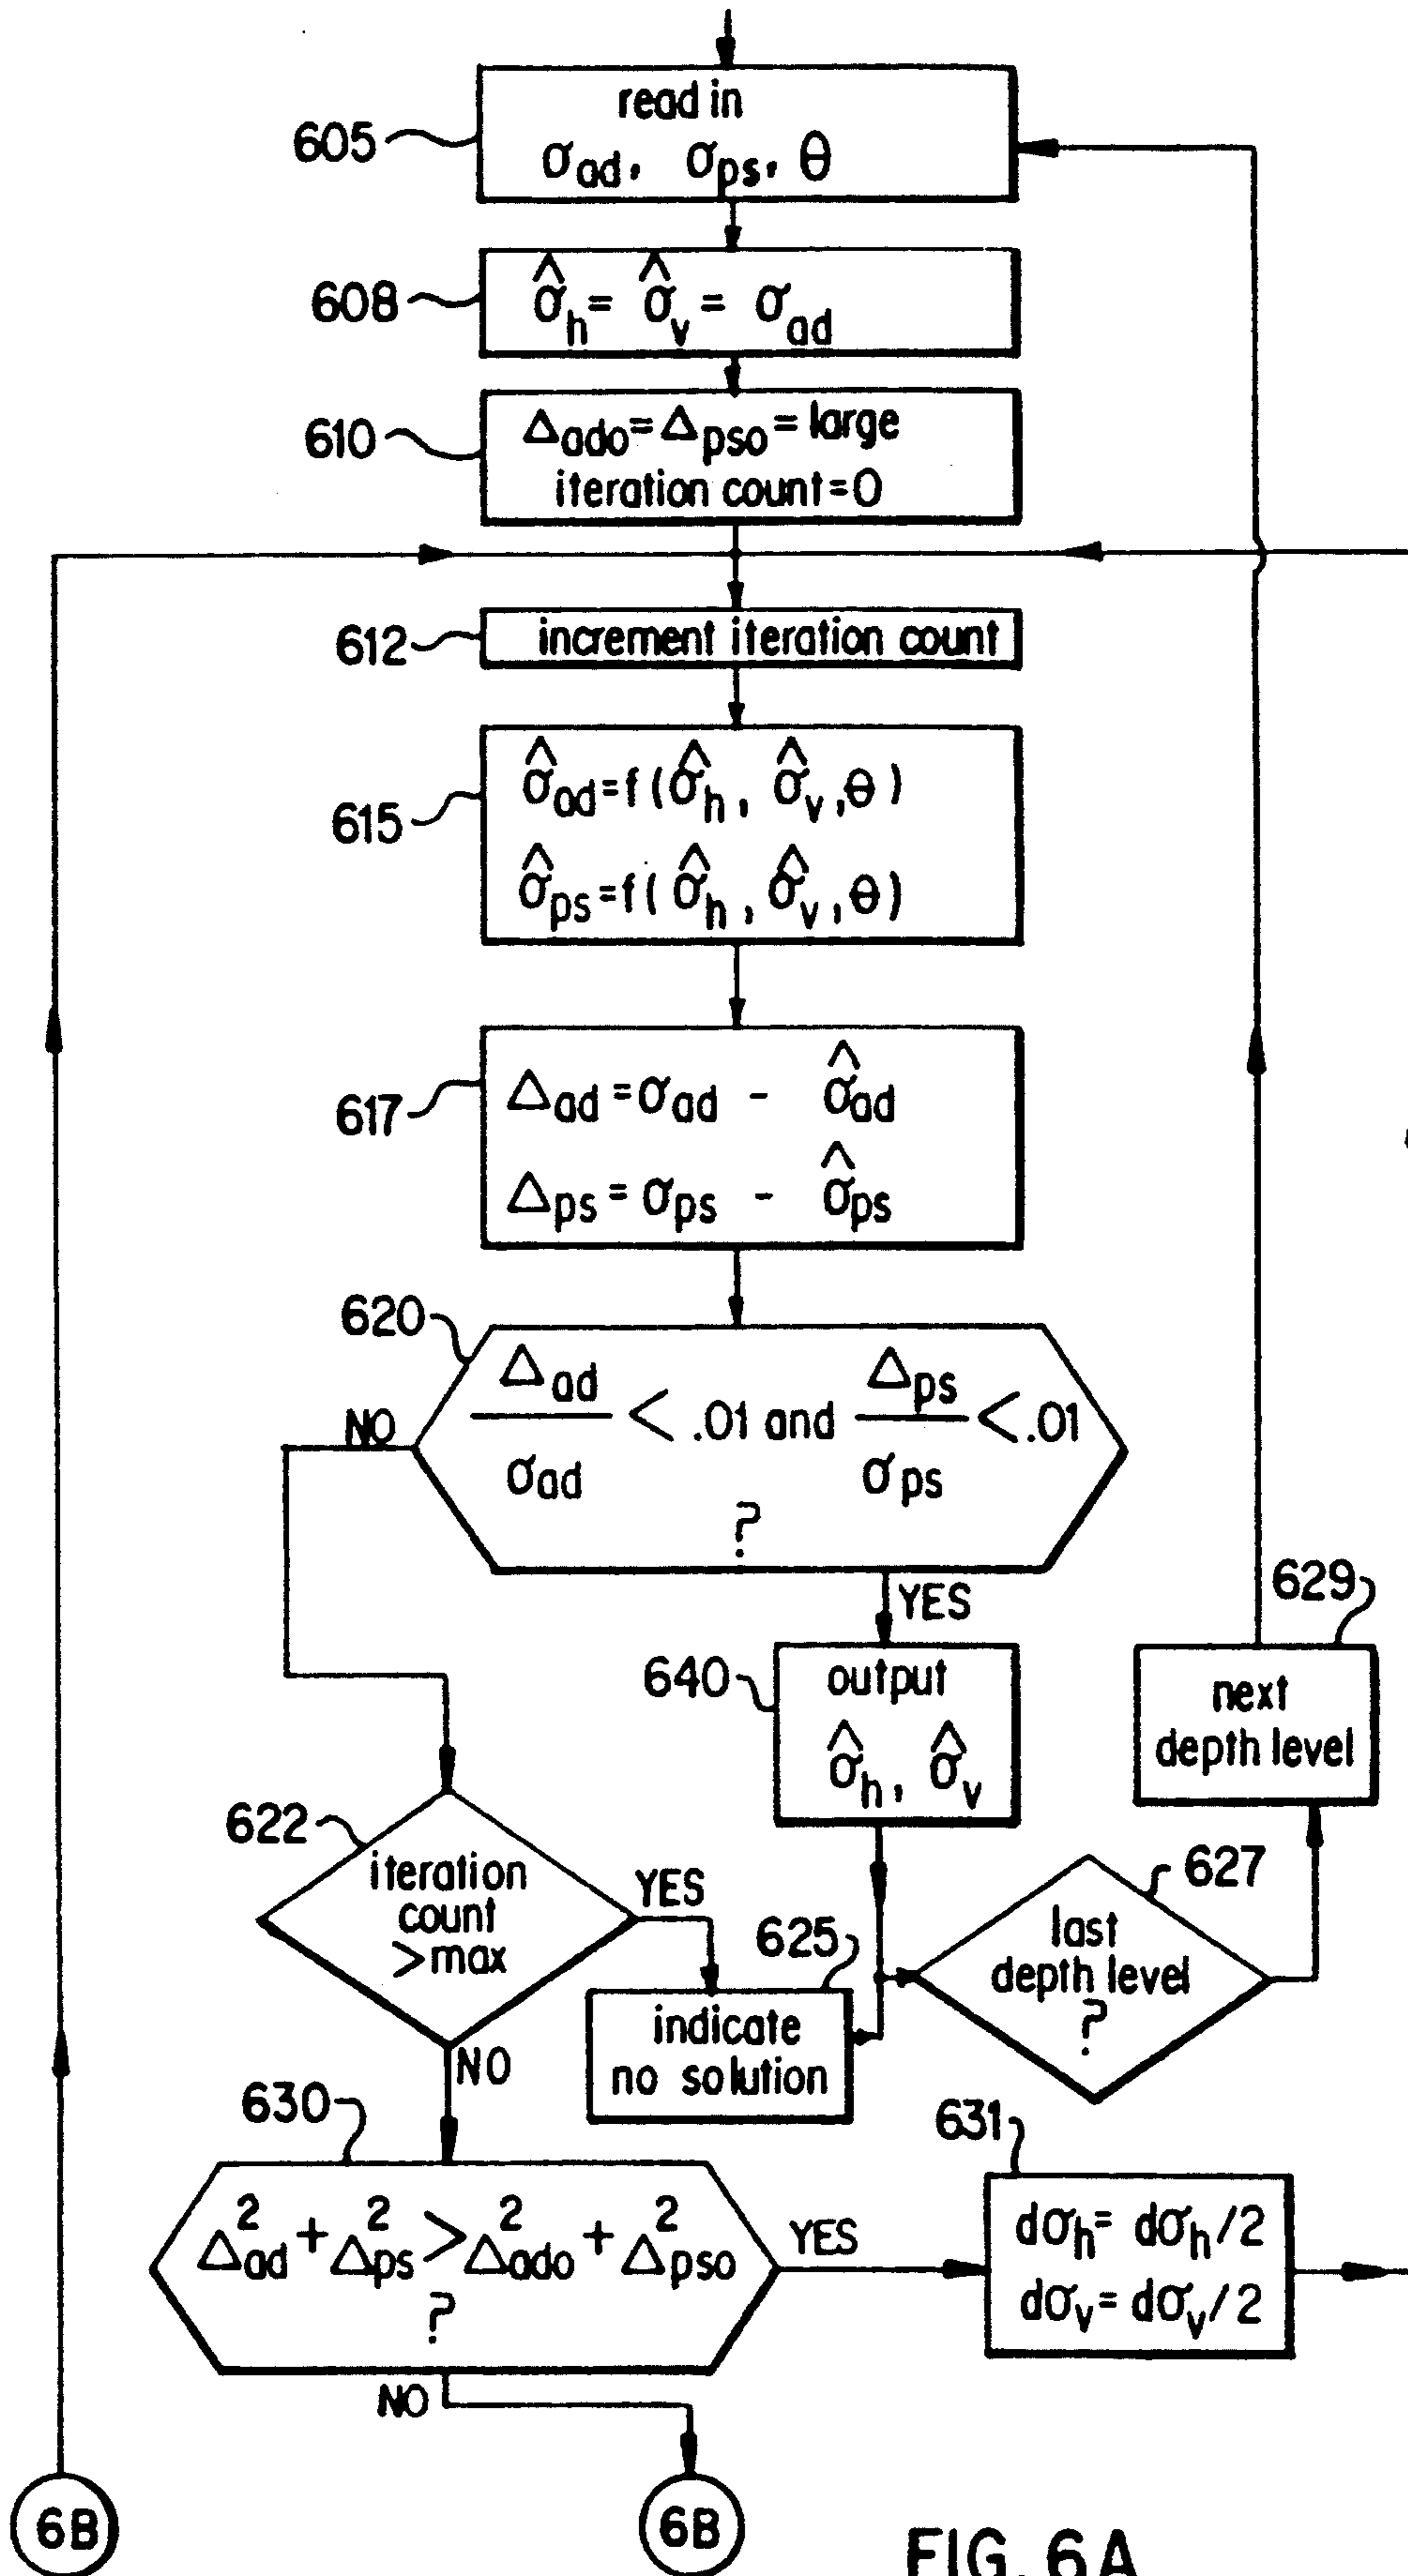 605
read in
σad, σps, θ
608
σ̂h = σ̂v = σad
610
Δado = Δpso = large
iteration count = 0
612
increment iteration count
615
σ̂ad = f ( σ̂h, σ̂v, θ )
σ̂ps = f ( σ̂h, σ̂v, θ )
617
Δad = σad - σ̂ad
Δps = σps - σ̂ps
620
Δad / σad < .01 and Δps / σps < .01
?
NO
YES
640
output
σ̂h, σ̂v
629
next
depth level
622
iteration
count
> max
YES
625
indicate
no solution
627
last
depth level
?
NO
630
Δ²ad + Δ²ps > Δ²ado + Δ²pso
?
YES
631
dσh = dσh / 2
dσv = dσv / 2
NO
6B
6B
FIG. 6A